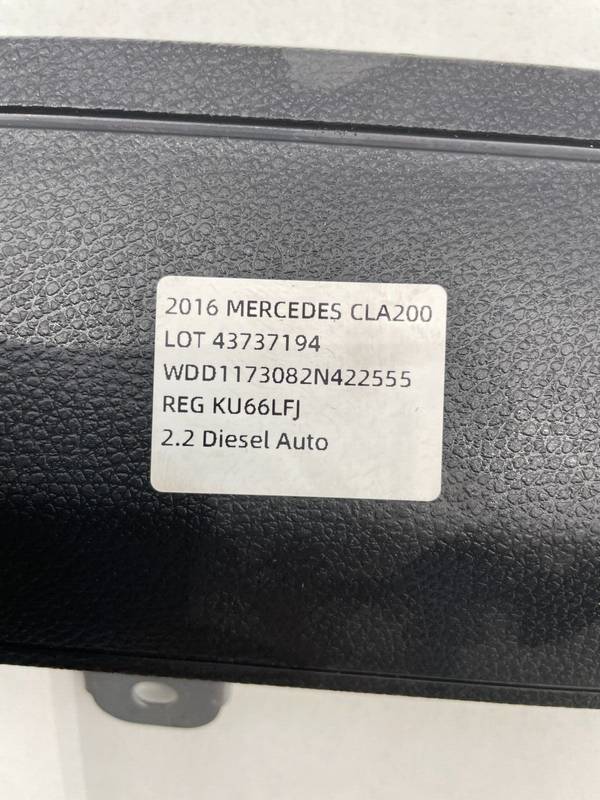 2016 MERCEDES CLA200
LOT 43737194
WDD1173082N422555
REG KU66LFJ
2.2 Diesel Auto